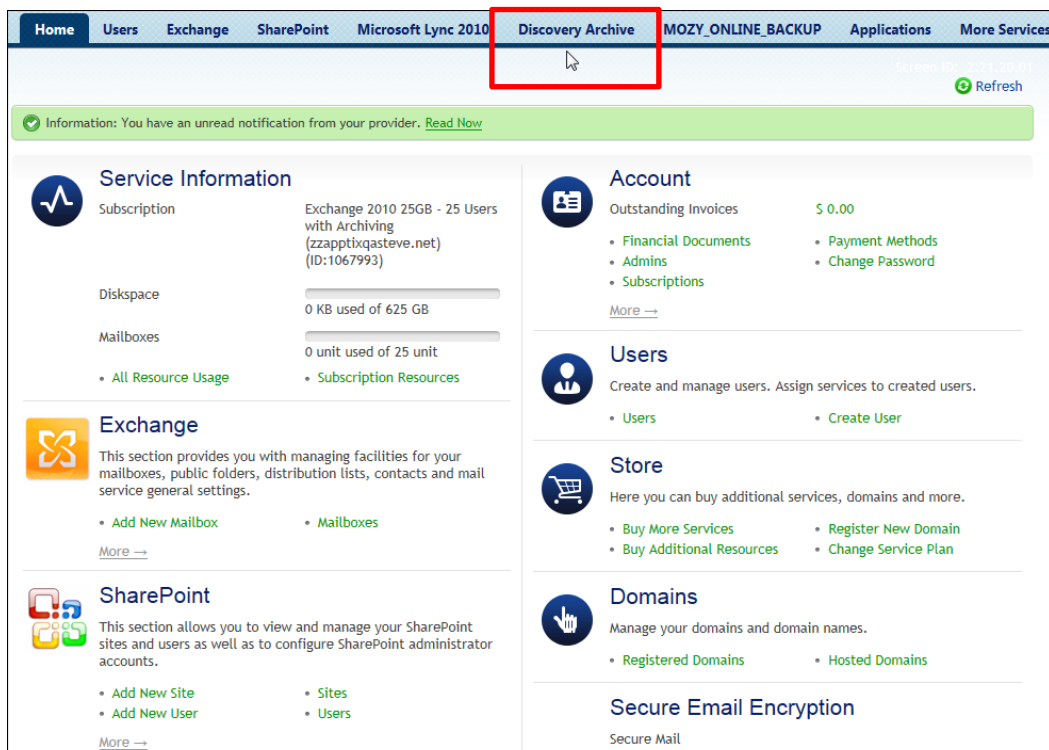 Home Users Exchange SharePoint Microsoft Lync 2010 Discovery Archive MOZY_ONLINE_BACKUP Applications More Services
Screen ID: 2.21.20.01
Refresh
Information: You have an unread notification from your provider. Read Now
Service Information
Subscription
Exchange 2010 25GB - 25 Users
with Archiving
(zzapptixqasteve.net)
(ID:1067993)
Diskspace
0 KB used of 625 GB
Mailboxes
0 unit used of 25 unit
• All Resource Usage • Subscription Resources
Exchange
This section provides you with managing facilities for your
mailboxes, public folders, distribution lists, contacts and mail
service general settings.
• Add New Mailbox • Mailboxes
More →
SharePoint
This section allows you to view and manage your SharePoint
sites and users as well as to configure SharePoint administrator
accounts.
• Add New Site • Sites
• Add New User • Users
More →
Account
Outstanding Invoices $ 0.00
• Financial Documents • Payment Methods
• Admins • Change Password
• Subscriptions
More →
Users
Create and manage users. Assign services to created users.
• Users • Create User
Store
Here you can buy additional services, domains and more.
• Buy More Services • Register New Domain
• Buy Additional Resources • Change Service Plan
Domains
Manage your domains and domain names.
• Registered Domains • Hosted Domains
Secure Email Encryption
Secure Mail